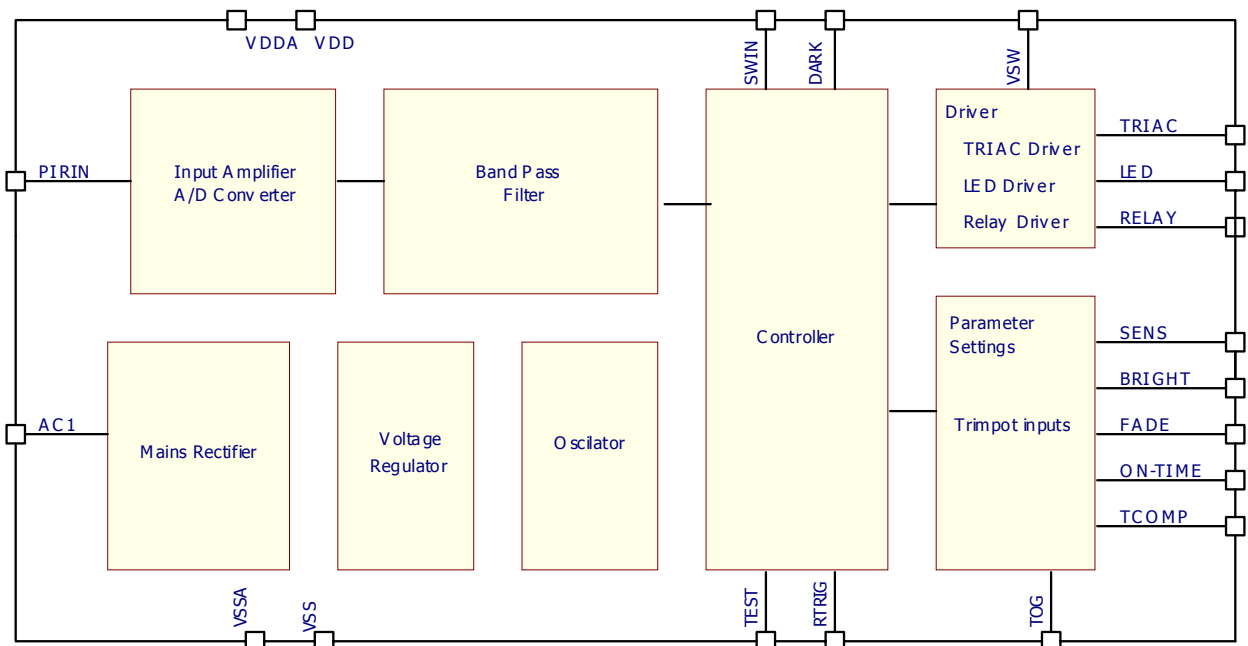 VDDA
VDD
SWIN
DARK
VSW
PIRIN
Input Amplifier
A/D Converter
Band Pass
Filter
Driver
TRIAC Driver
LED Driver
Relay Driver
TRIAC
LED
RELAY
AC1
Mains Rectifier
Voltage
Regulator
Oscilator
Controller
Parameter
Settings
Trimpot inputs
SENS
BRIGHT
FADE
ON-TIME
TCOMP
VSSA
VSS
TEST
RTRIG
TOG